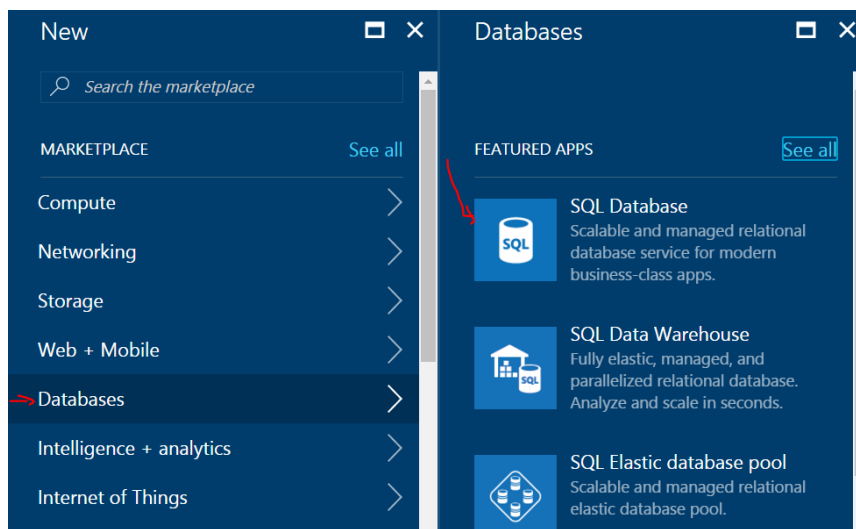 New
Search the marketplace
MARKETPLACE See all
Compute
Networking
Storage
Web + Mobile
Databases
Intelligence + analytics
Internet of Things
Databases
FEATURED APPS See all
SQL
SQL Database
Scalable and managed relational
database service for modern
business-class apps.
SQL
SQL Data Warehouse
Fully elastic, managed, and
parallelized relational database.
Analyze and scale in seconds.
SQL Elastic database pool
Scalable and managed relational
elastic database pool.